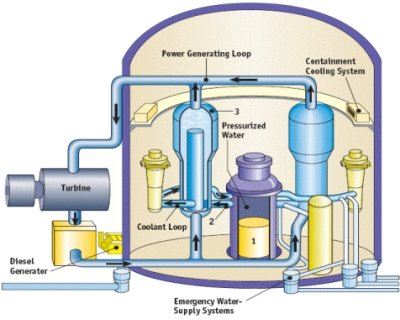 Power Generating Loop
Containment
Cooling System
3
Pressurized
Water
Turbine
Coolant Loop
2
1
Diesel
Generator
Emergency Water-
Supply Systems